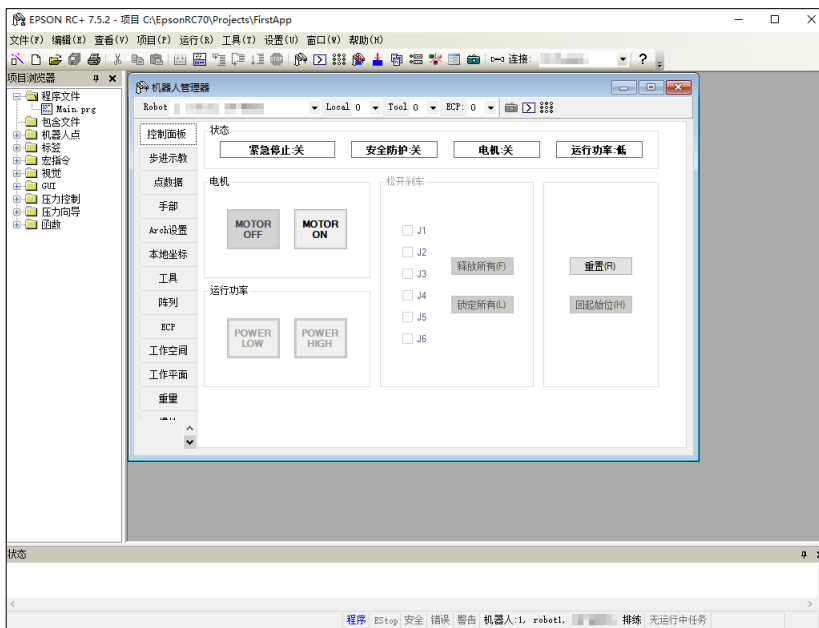 EPSON RC+ 7.5.2 - 项目 C:\EpsonRC70\Projects\FirstApp
文件(F) 编辑(E) 查看(V) 项目(P) 运行(R) 工具(T) 设置(U) 窗口(W) 帮助(H)
连接:
?
项目浏览器
程序文件
Main.prg
包含文件
机器人点
标签
宏指令
视觉
GUI
压力控制
压力向导
函数
机器人管理器
Robot
Local 0 Tool 0 ECP: 0
控制面板
步进示教
点数据
手部
Arch设置
本地坐标
工具
阵列
ECP
工作空间
工作平面
重量
状态
紧急停止:关 安全防护:关 电机:关 运行功率:低
电机
MOTOR OFF
MOTOR ON
运行功率
POWER LOW
POWER HIGH
松开刹车
J1
J2
J3
J4
J5
J6
释放所有(F)
锁定所有(L)
重置(R)
回起始位(H)
状态
程序 EStop 安全 错误 警告 机器人:1, robot1, 排练 无运行中任务